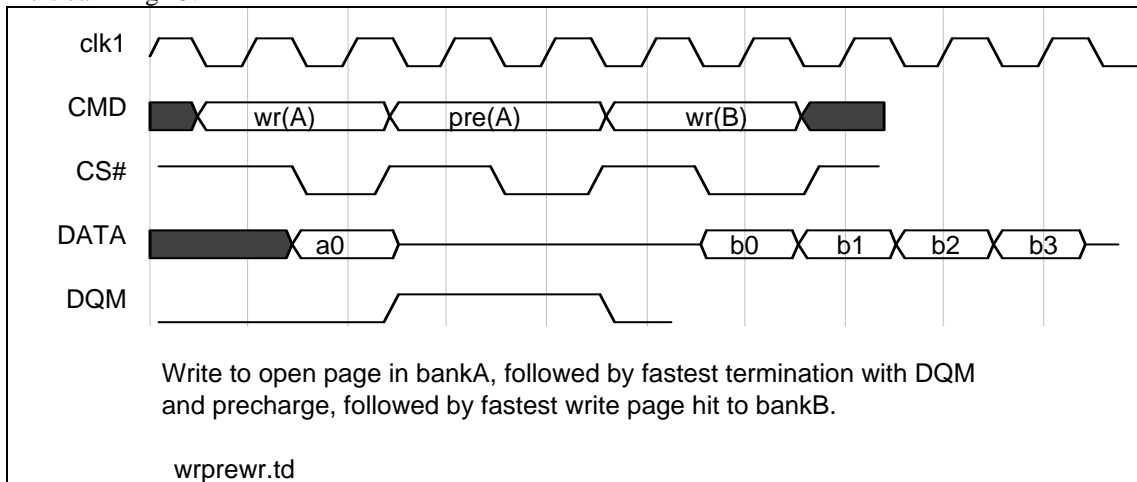 clk1
CMD wr(A) pre(A) wr(B)
CS#
DATA a0 b0 b1 b2 b3
DQM
Write to open page in bankA, followed by fastest termination with DQM
and precharge, followed by fastest write page hit to bankB.
wrprewr.td